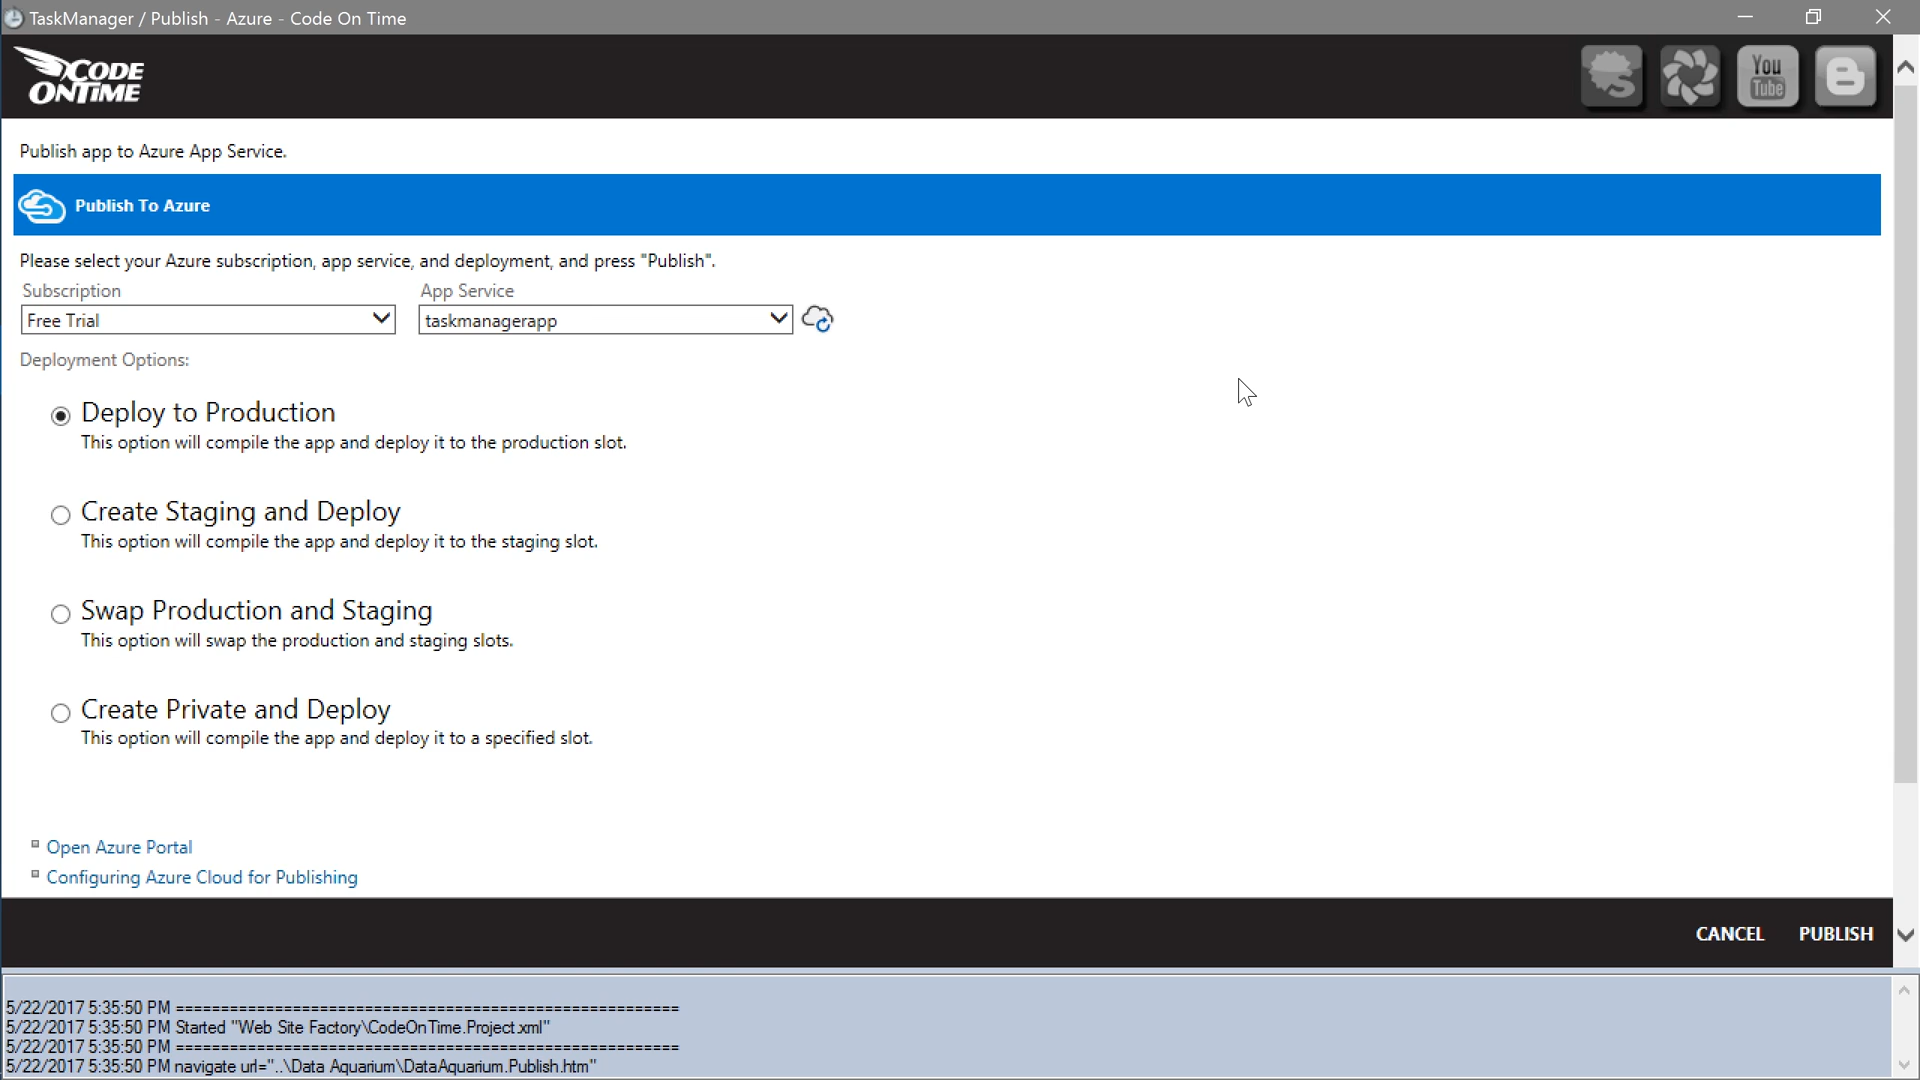 TaskManager / Publish - Azure - Code On Time
CODE
ONTIME
You
Tube
Publish app to Azure App Service.
Publish To Azure
Please select your Azure subscription, app service, and deployment, and press "Publish".
Subscription
App Service
Free Trial
taskmanagerapp
Deployment Options:
Deploy to Production
This option will compile the app and deploy it to the production slot.
Create Staging and Deploy
This option will compile the app and deploy it to the staging slot.
Swap Production and Staging
This option will swap the production and staging slots.
Create Private and Deploy
This option will compile the app and deploy it to a specified slot.
Open Azure Portal
Configuring Azure Cloud for Publishing
CANCEL PUBLISH
5/22/2017 5:35:50 PM ========================================================
5/22/2017 5:35:50 PM Started "Web Site Factory\CodeOnTime.Project.xml"
5/22/2017 5:35:50 PM ========================================================
5/22/2017 5:35:50 PM navigate url="..\Data Aquarium\DataAquarium.Publish.htm"